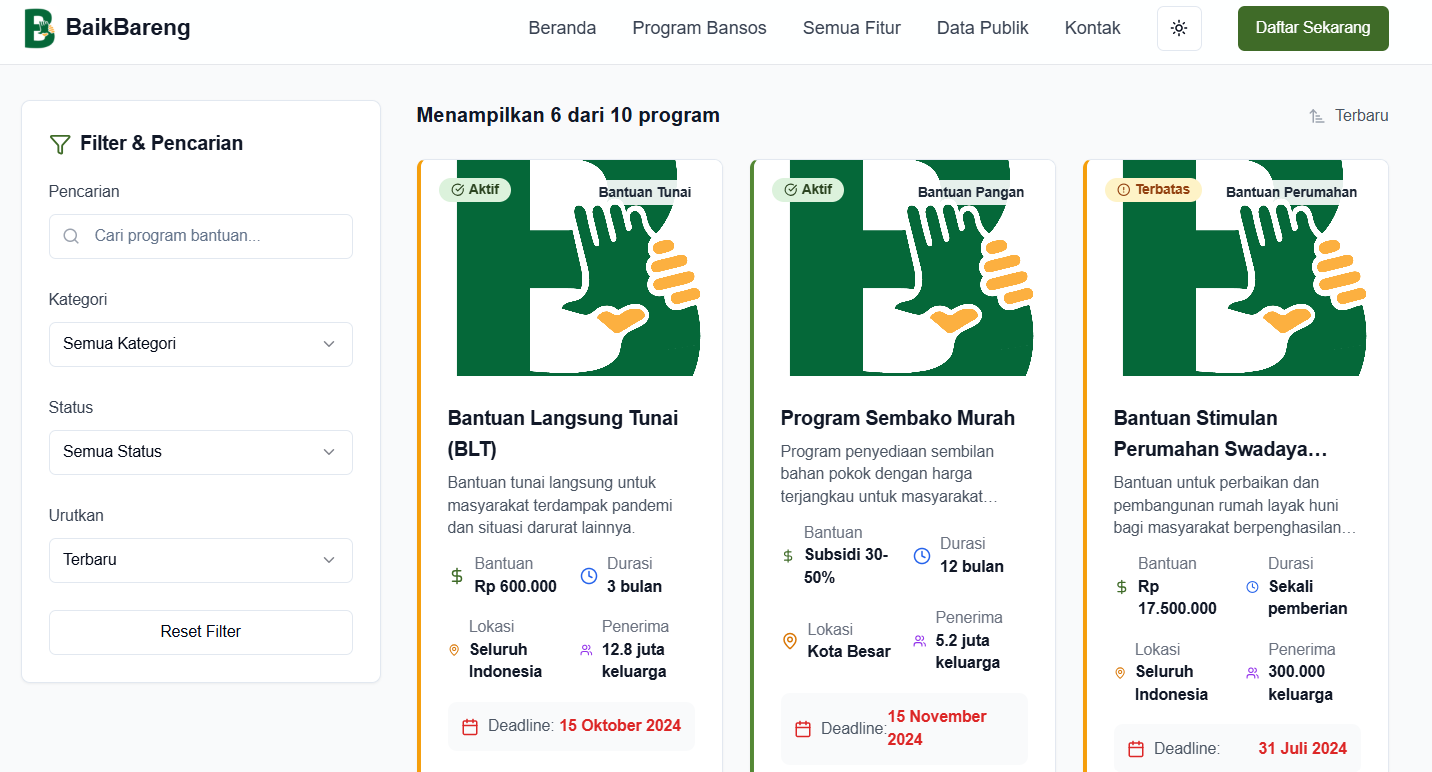 BaikBareng
Beranda
Program Bansos
Semua Fitur
Data Publik
Kontak
Daftar Sekarang
Filter & Pencarian
Pencarian
Cari program bantuan...
Kategori
Semua Kategori
Status
Semua Status
Urutkan
Terbaru
Reset Filter
Menampilkan 6 dari 10 program
Terbaru
Aktif
Bantuan Tunai
Bantuan Langsung Tunai
(BLT)
Bantuan tunai langsung untuk
masyarakat terdampak pandemi
dan situasi darurat lainnya.
Bantuan
Rp 600.000
Durasi
3 bulan
Lokasi
Seluruh
Indonesia
Penerima
12.8 juta
keluarga
Deadline: 15 Oktober 2024
Aktif
Bantuan Pangan
Program Sembako Murah
Program penyediaan sembilan
bahan pokok dengan harga
terjangkau untuk masyarakat…
Bantuan
Subsidi 30-
50%
Durasi
12 bulan
Lokasi
Kota Besar
Penerima
5.2 juta
keluarga
Deadline: 15 November
2024
Terbatas
Bantuan Perumahan
Bantuan Stimulan
Perumahan Swadaya…
Bantuan untuk perbaikan dan
pembangunan rumah layak huni
bagi masyarakat berpenghasilan…
Bantuan
Rp
17.500.000
Durasi
Sekali
pemberian
Lokasi
Seluruh
Indonesia
Penerima
300.000
keluarga
Deadline: 31 Juli 2024